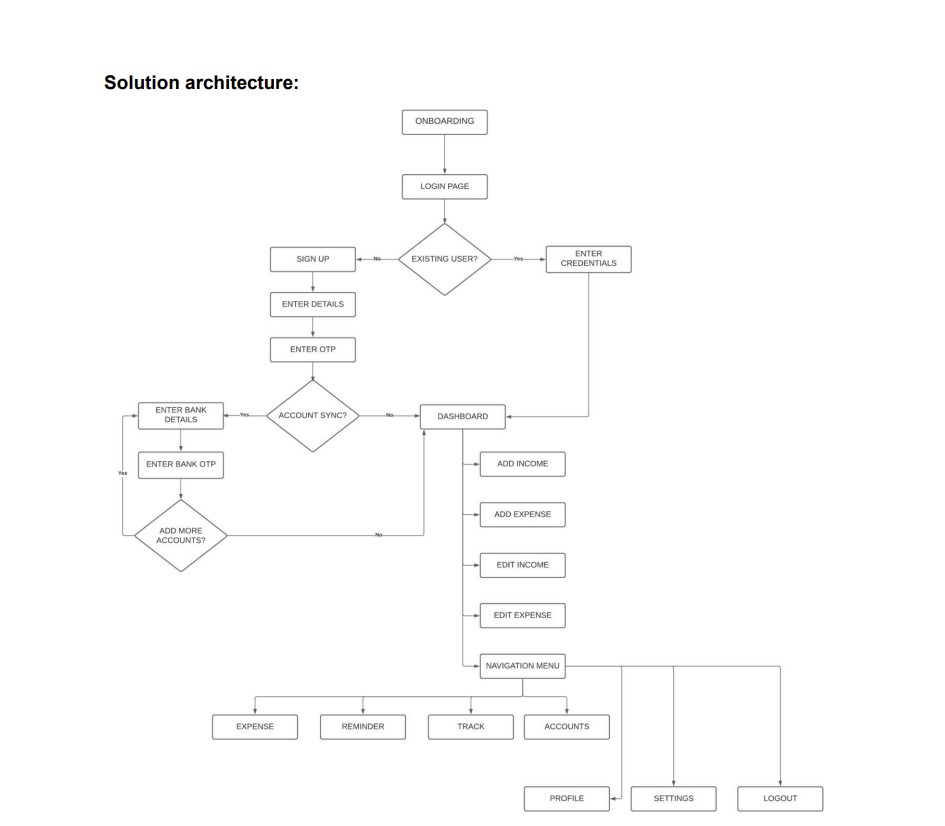 Solution architecture:
ONBOARDING
LOGIN PAGE
EXISTING USER?
No
Yes
SIGN UP
ENTER
CREDENTIALS
ENTER DETAILS
ENTER OTP
ACCOUNT SYNC?
Yes
No
ENTER BANK
DETAILS
DASHBOARD
ENTER BANK OTP
Yes
ADD MORE
ACCOUNTS?
No
ADD INCOME
ADD EXPENSE
EDIT INCOME
EDIT EXPENSE
NAVIGATION MENU
EXPENSE
REMINDER
TRACK
ACCOUNTS
PROFILE
SETTINGS
LOGOUT